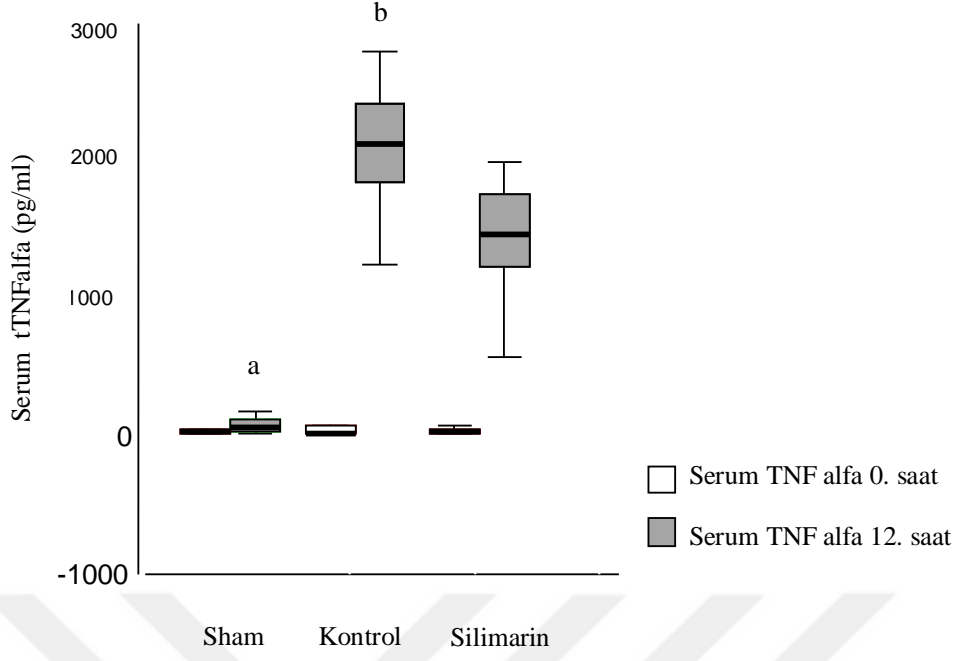 b
3000
2000
1000
a
0
-1000
Serum tTNFalfa (pg/ml)
Sham Kontrol Silimarin
Serum TNF alfa 0. saat
Serum TNF alfa 12. saat